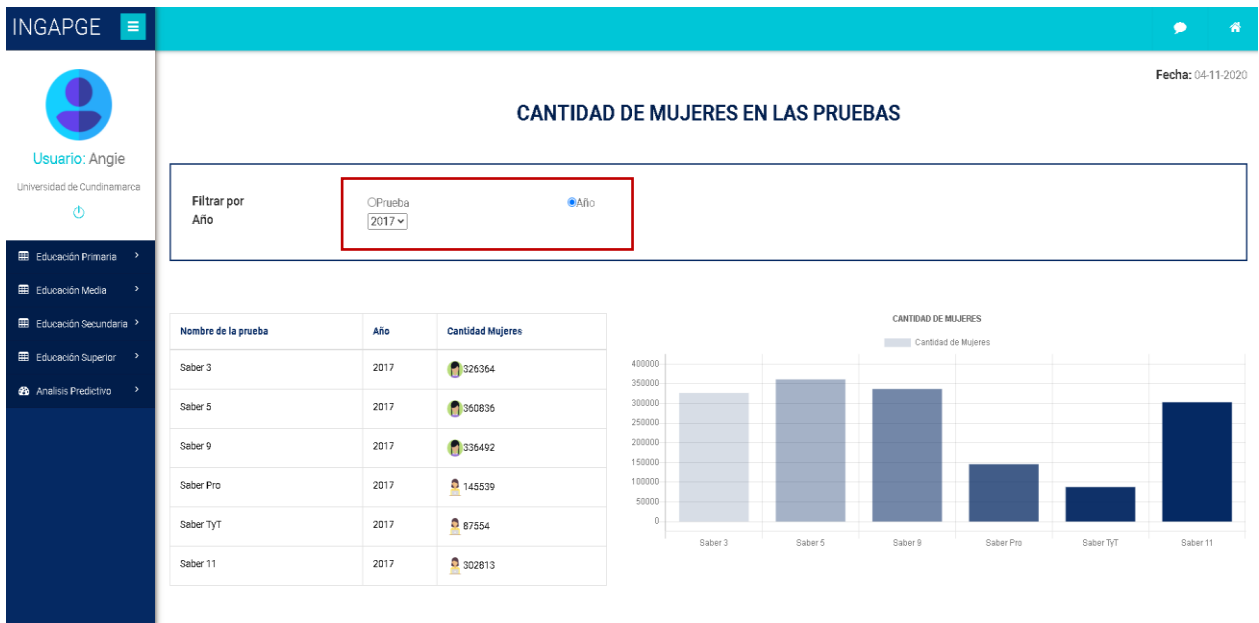 INGAPGE
Fecha: 04-11-2020
CANTIDAD DE MUJERES EN LAS PRUEBAS
Usuario: Angie
Universidad de Cundinamarca
Educación Primaria
Educación Media
Educación Secundaria
Educación Superior
Analisis Predictivo
Filtrar por
Año
Prueba
Año
2017
Nombre de la prueba Año Cantidad Mujeres
Saber 3 2017 326364
Saber 5 2017 360836
Saber 9 2017 336492
Saber Pro 2017 145539
Saber TyT 2017 87554
Saber 11 2017 302813
CANTIDAD DE MUJERES
Cantidad de Mujeres
400000
350000
300000
250000
200000
150000
100000
50000
0
Saber 3 Saber 5 Saber 9 Saber Pro Saber TyT Saber 11